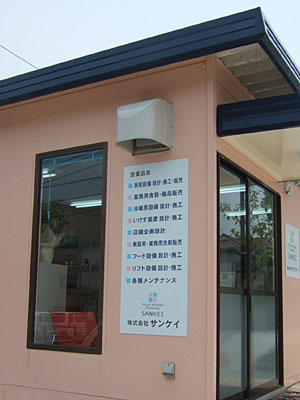 営業品目
厨房設備 設計・施工・販売
業務用食器・備品販売
冷暖房設備 設計・施工
いけす装置 設計・施工
店舗企画設計
家庭用・業務用洗剤販売
フード設備 設計・施工
リフト設備 設計・施工
各種メンテナンス
SANKEI
株式会社 サンケイ